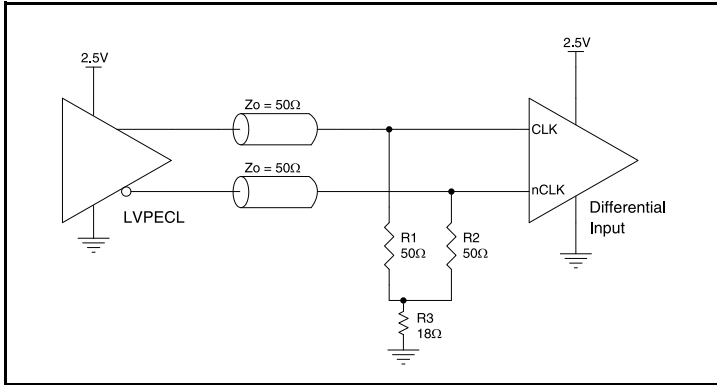 2.5V
2.5V
Zo = 50Ω
CLK
Zo = 50Ω
nCLK
LVPECL
Differential
Input
R1
50Ω
R2
50Ω
R3
18Ω